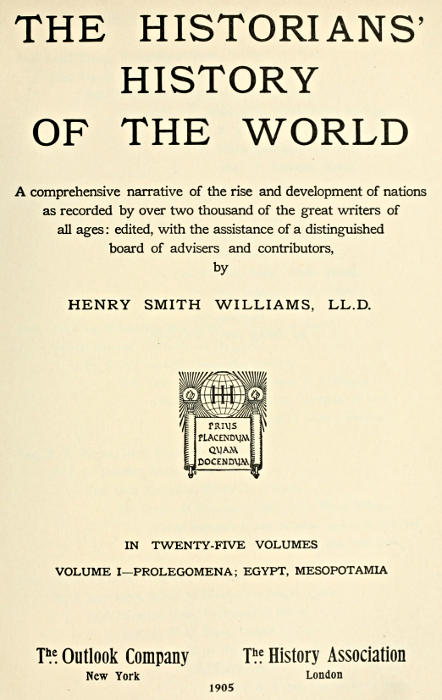 THE HISTORIANS'
HISTORY
OF THE WORLD
A comprehensive narrative of the rise and development of nations
as recorded by over two thousand of the great writers of
all ages: edited, with the assistance of a distinguished
board of advisers and contributors,
by
HENRY SMITH WILLIAMS, LL.D.
HH
PRIUS
PLACENDUM
QUAM
DOCENDUM
IN TWENTY-FIVE VOLUMES
VOLUME I—PROLEGOMENA; EGYPT, MESOPOTAMIA
The Outlook Company
New York
The History Association
London
1905